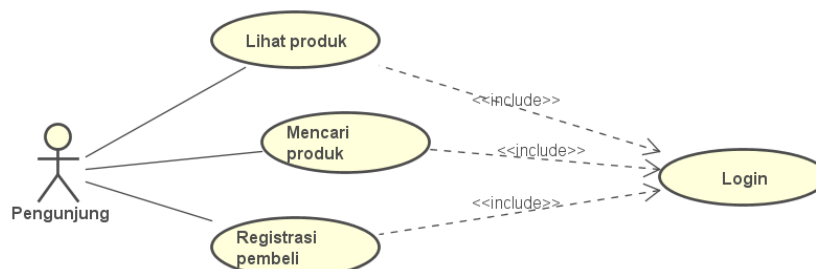 Lihat produk
<<include>>
Mencari
produk
<<include>>
Login
Pengunjung
<<include>>
Registrasi
pembeli